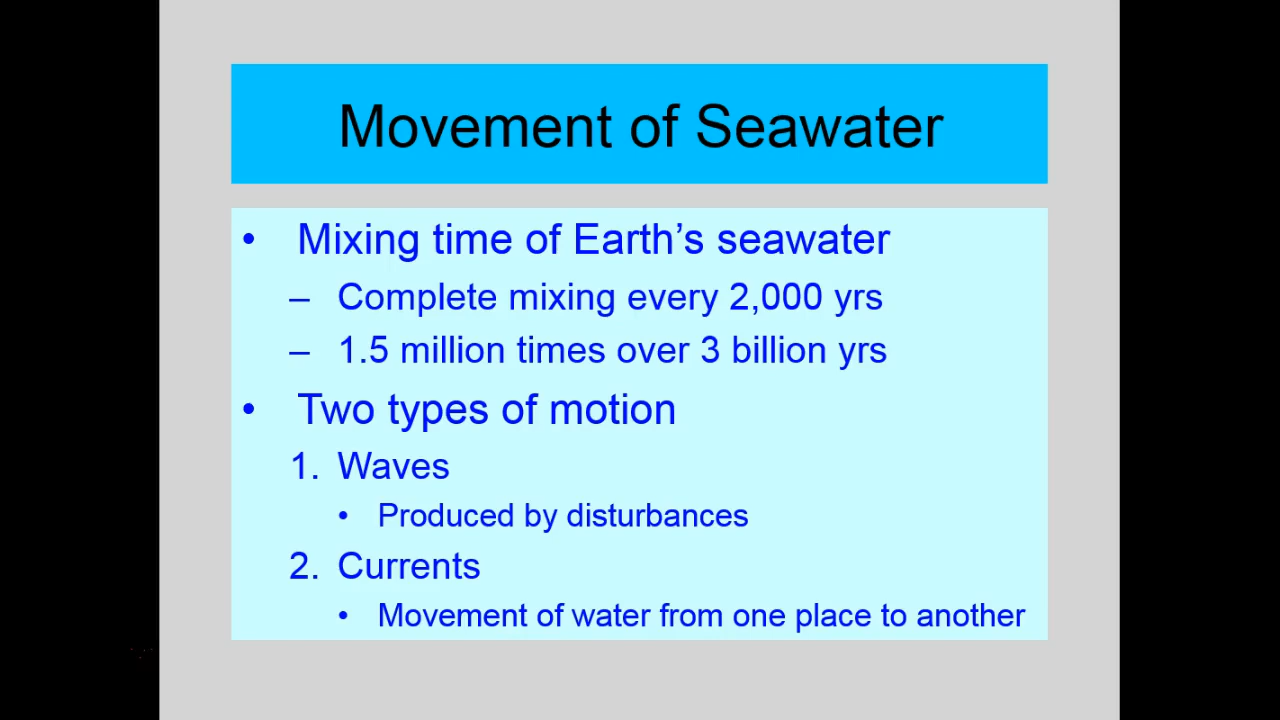 Movement of Seawater
• Mixing time of Earth’s seawater
– Complete mixing every 2,000 yrs
– 1.5 million times over 3 billion yrs
• Two types of motion
1. Waves
• Produced by disturbances
2. Currents
• Movement of water from one place to another